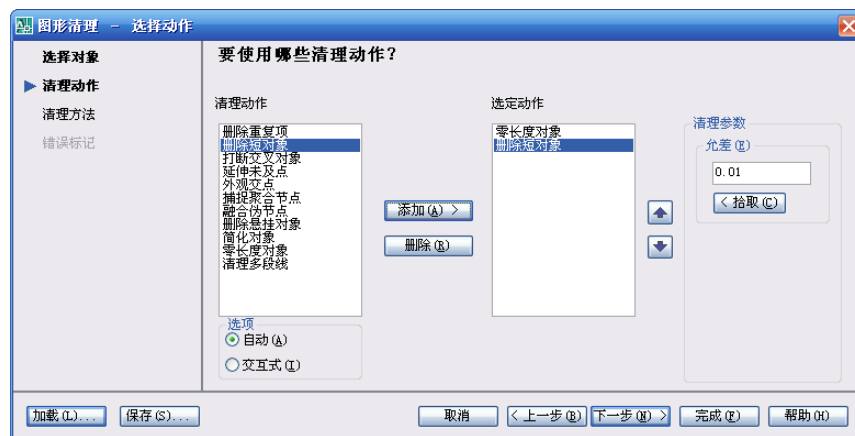 图形清理 - 选择动作
选择对象
清理动作
清理方法
错误标记
要使用哪些清理动作？
清理动作
删除重复项
删除短对象
打断交叉对象
延伸未及点
外观交点
捕捉聚合节点
融合伪节点
删除悬挂对象
简化对象
零长度对象
清理多段线
添加(A) >
删除(R)
选定动作
零长度对象
删除短对象
清理参数
允差(E)
0.01
< 拾取(C)
选项
自动(A)
交互式(I)
加载(L)...
保存(S)...
取消
< 上一步(B)
下一步(N) >
完成(F)
帮助(H)